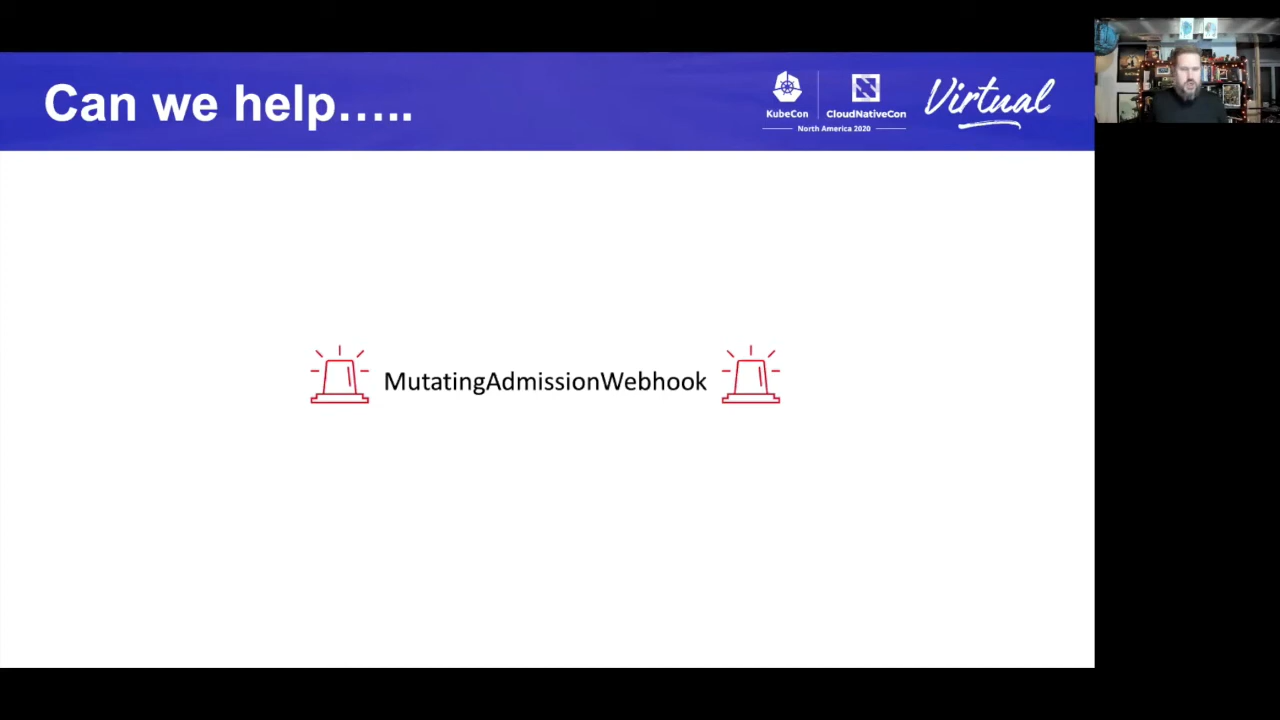 Can we help…..
KubeCon
CloudNativeCon
North America 2020
Virtual
MutatingAdmissionWebhook